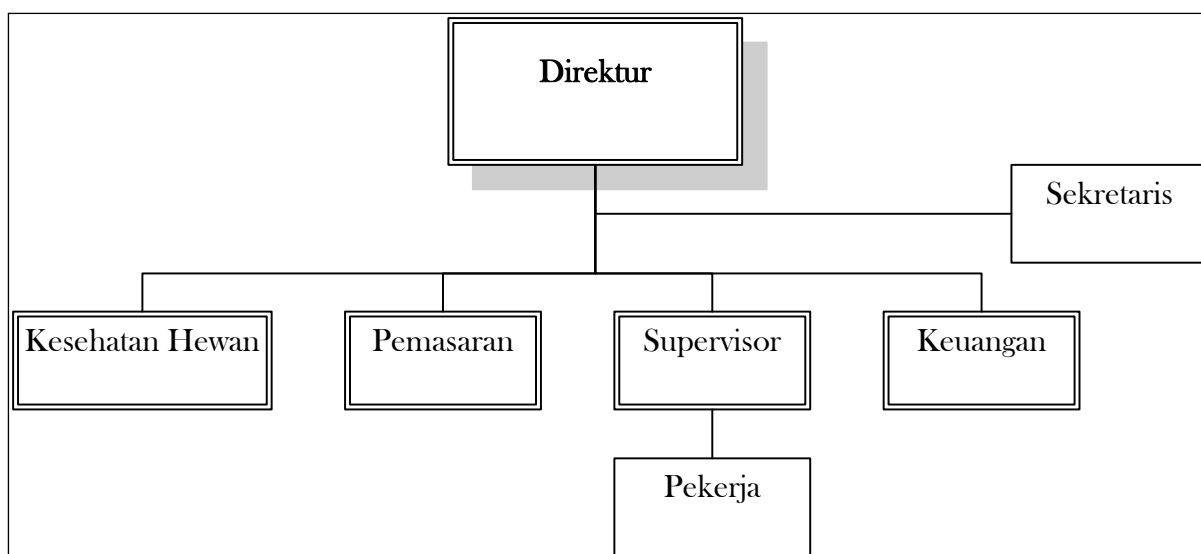 Direktur
Sekretaris
Kesehatan Hewan
Pemasaran
Supervisor
Keuangan
Pekerja